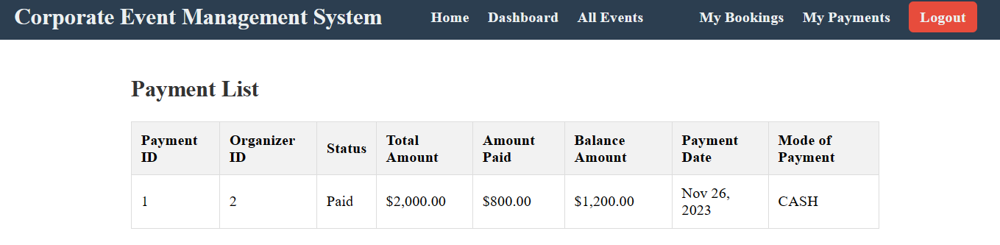 Corporate Event Management System Home Dashboard All Events My Bookings My Payments Logout
Payment List
Payment ID Organizer ID Status Total Amount Amount Paid Balance Amount Payment Date Mode of Payment
1 2 Paid $2,000.00 $800.00 $1,200.00 Nov 26, 2023 CASH